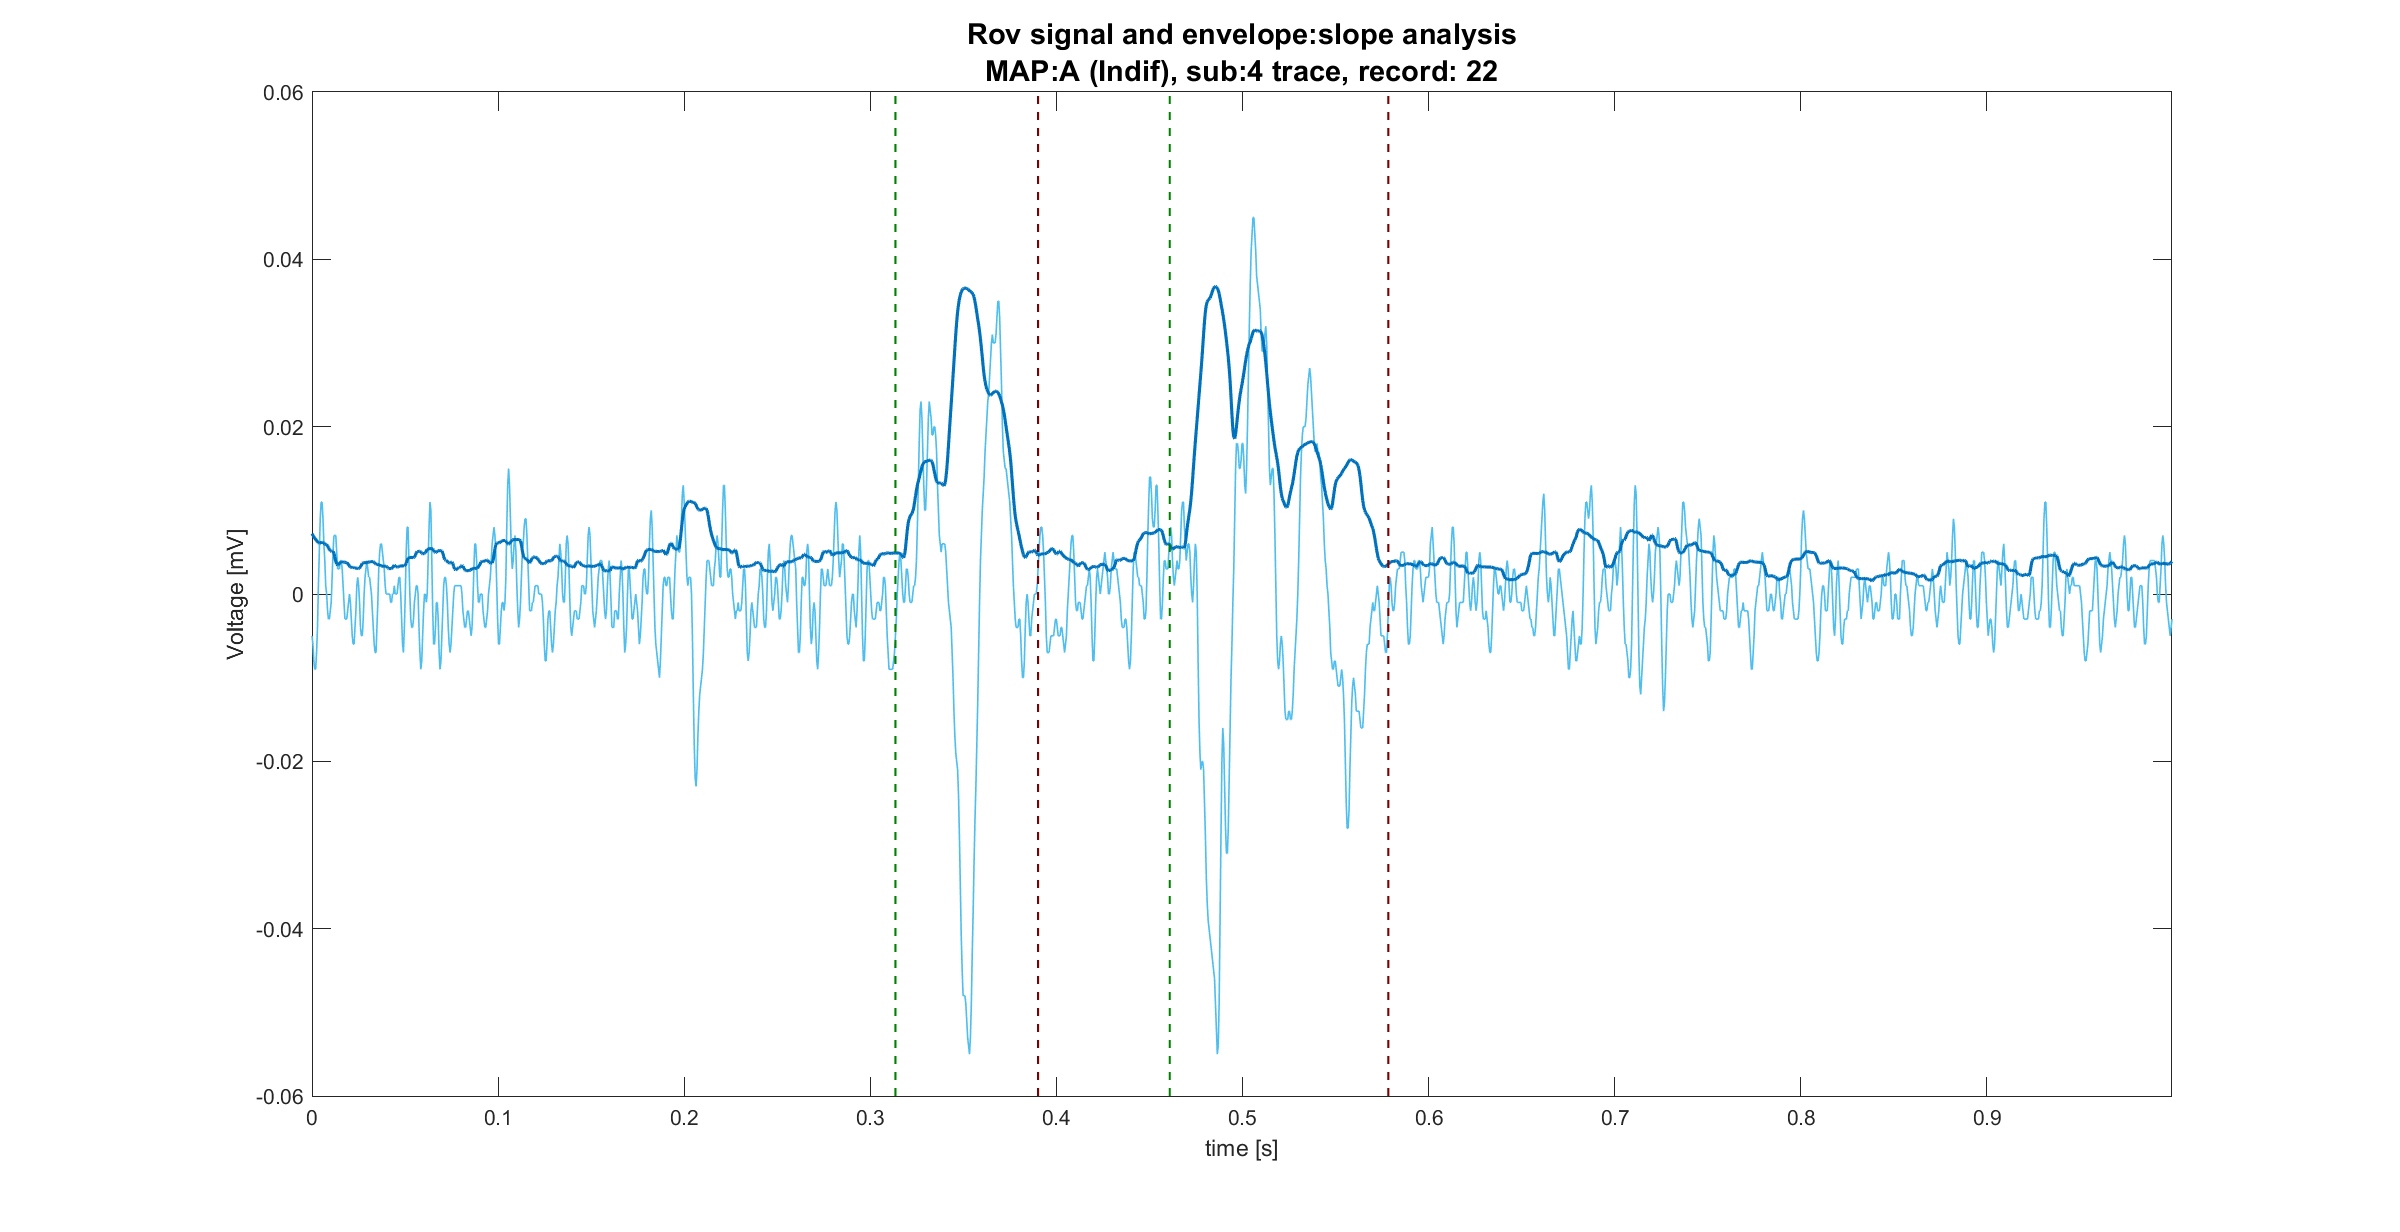 Rov signal and envelope:slope analysis
MAP:A (Indif), sub:4 trace, record: 22
0.06
0.04
0.02
0
-0.02
-0.04
-0.06
Voltage [mV]
0 0.1 0.2 0.3 0.4 0.5 0.6 0.7 0.8 0.9
time [s]